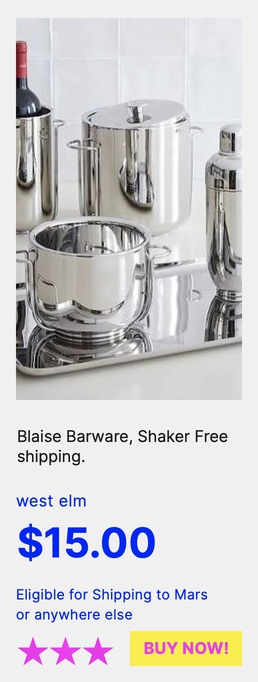 Blaise Barware, Shaker Free
shipping.
west elm
$15.00
Eligible for Shipping to Mars
or anywhere else
BUY NOW!